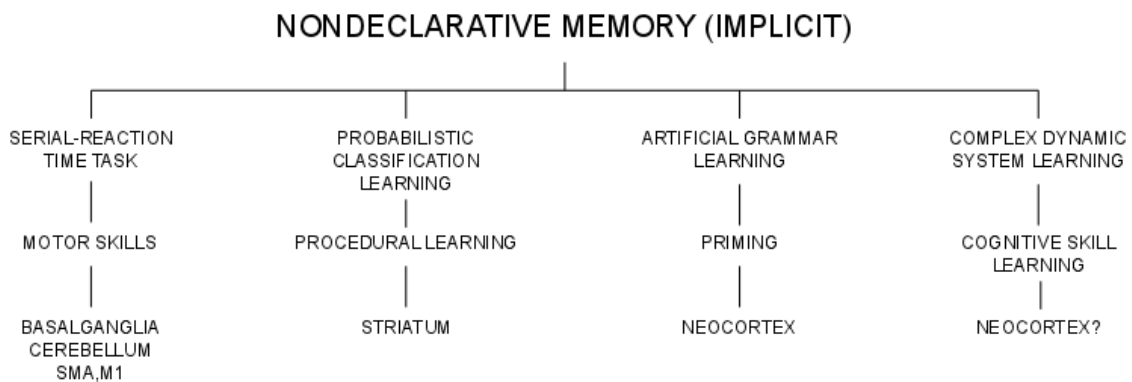 NONDECLARATIVE MEMORY (IMPLICIT)
SERIAL-REACTION
TIME TASK
PROBABILISTIC
CLASSIFICATION
LEARNING
ARTIFICIAL GRAMMAR
LEARNING
COMPLEX DYNAMIC
SYSTEM LEARNING
MOTOR SKILLS
PROCEDURAL LEARNING
PRIMING
COGNITIVE SKILL
LEARNING
BASALGANGLIA
CEREBELLUM
SMA,M1
STRIATUM
NEOCORTEX
NEOCORTEX?